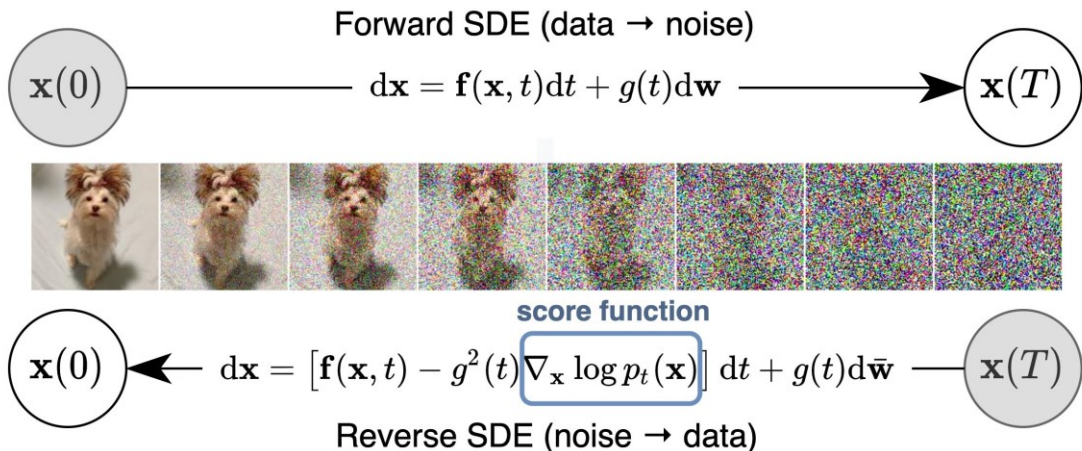 Forward SDE (data → noise)
x(0) dx = f(x, t)dt + g(t)dw x(T)
score function
x(0) dx = [f(x, t) − g²(t)∇ₓ log pₜ(x)] dt + g(t)dw̄ x(T)
Reverse SDE (noise → data)